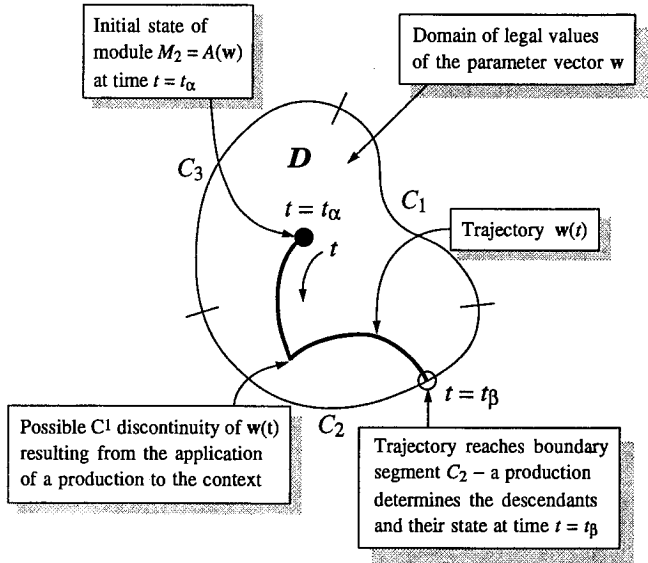 Initial state of
module M₂ = A(w)
at time t = tα
Domain of legal values
of the parameter vector w
D
C₃
C₁
t = tα
t
Trajectory w(t)
t = tβ
C₂
Possible C¹ discontinuity of w(t)
resulting from the application
of a production to the context
Trajectory reaches boundary
segment C₂ – a production
determines the descendants
and their state at time t = tβ